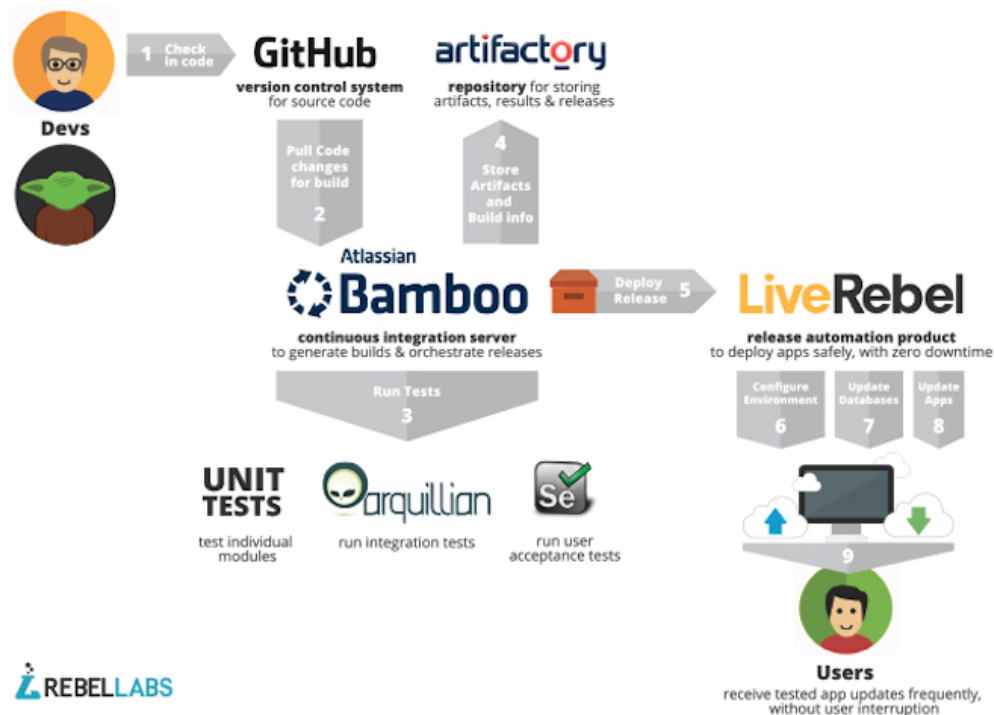 1 Check
in code
GitHub
version control system
for source code
artifactory
repository for storing
artifacts, results & releases
Devs
Pull Code
changes
for build
2
4
Store
Artifacts
and
Build info
Atlassian
Bamboo
continuous integration server
to generate builds & orchestrate releases
Deploy
Release 5
LiveRebel
release automation product
to deploy apps safely, with zero downtime
Run Tests
3
Configure
Environment
6
Update
Databases
7
Update
Apps
8
UNIT
TESTS
test individual
modules
arquillian
run integration tests
Se
run user
acceptance tests
9
Users
receive tested app updates frequently,
without user interruption
REBELLABS